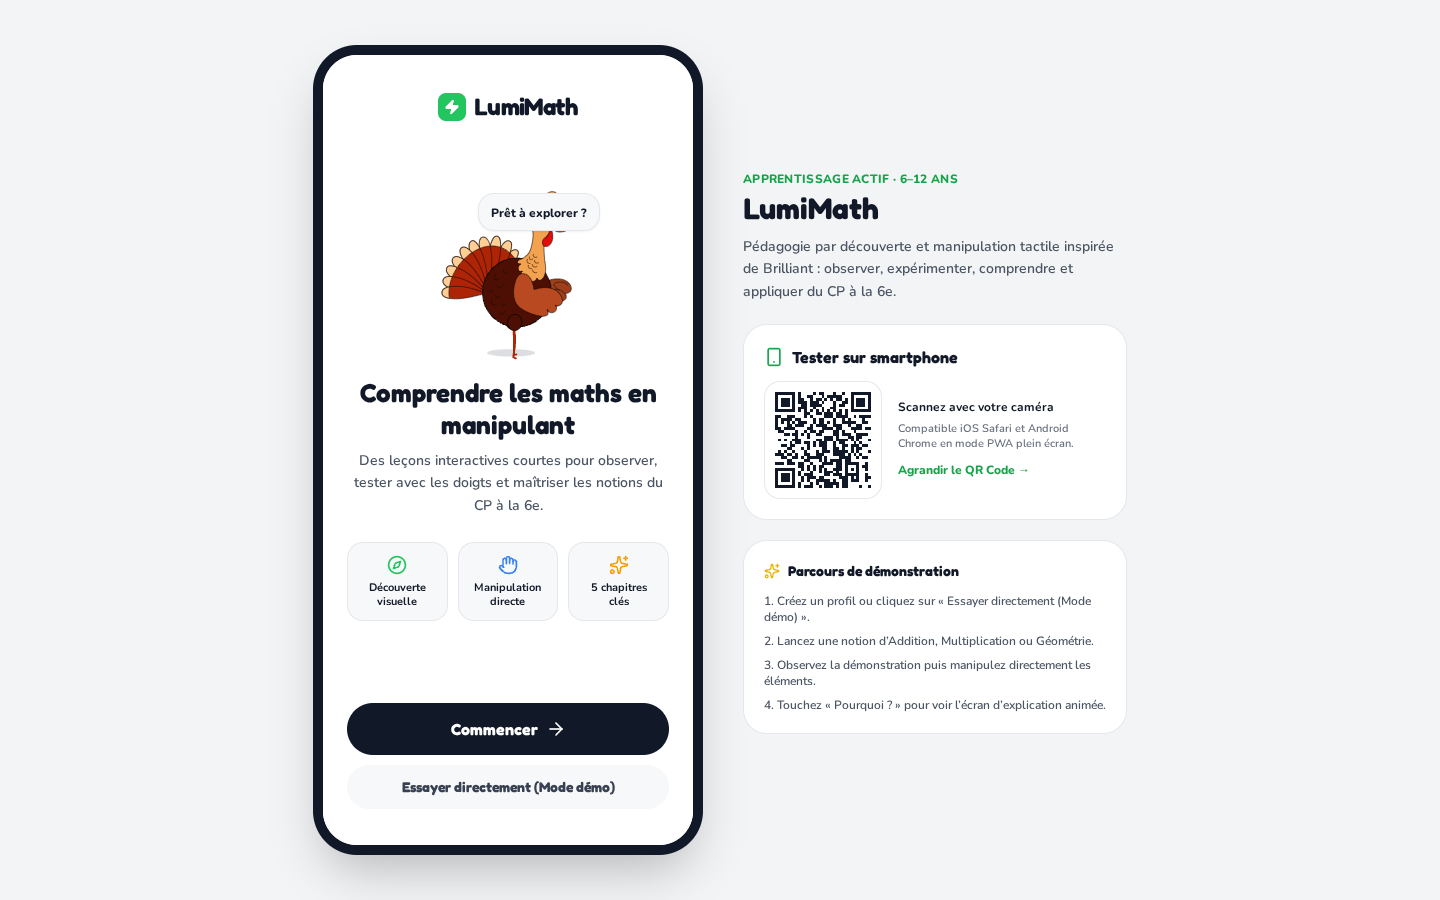 LumiMath
Prêt à explorer ?
Comprendre les maths en
manipulant
Des leçons interactives courtes pour observer,
tester avec les doigts et maîtriser les notions du
CP à la 6e.
Découverte
visuelle
Manipulation
directe
5 chapitres
clés
Commencer
Essayer directement (Mode démo)
APPRENTISSAGE ACTIF · 6–12 ANS
LumiMath
Pédagogie par découverte et manipulation tactile inspirée
de Brilliant : observer, expérimenter, comprendre et
appliquer du CP à la 6e.
Tester sur smartphone
Scannez avec votre caméra
Compatible iOS Safari et Android
Chrome en mode PWA plein écran.
Agrandir le QR Code →
Parcours de démonstration
1. Créez un profil ou cliquez sur « Essayer directement (Mode
démo) ».
2. Lancez une notion d’Addition, Multiplication ou Géométrie.
3. Observez la démonstration puis manipulez directement les
éléments.
4. Touchez « Pourquoi ? » pour voir l’écran d’explication animée.